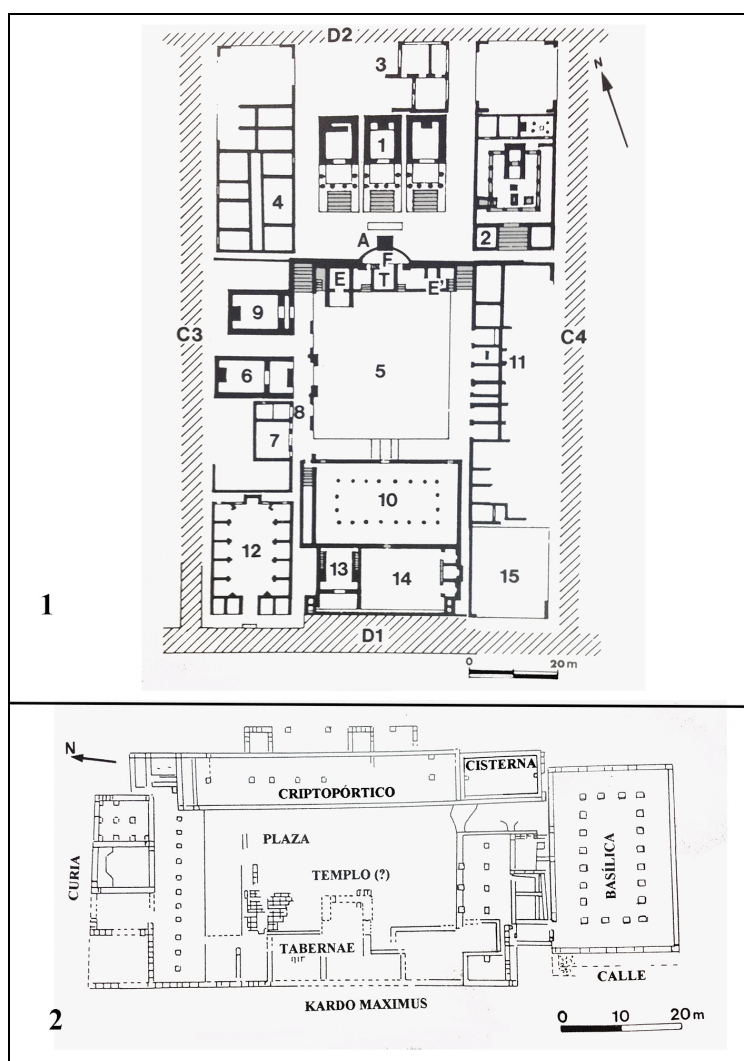 D2
3
N
1
4
2
A
F
E
T
E'
9
C3
C4
5
11
6
8
7
10
12
13
14
15
1
D1
0 20 m
N
CISTERNA
CRIPTOPÓRTICO
CURIA
PLAZA
TEMPLO (?)
BASÍLICA
TABERNAE
CALLE
KARDO MAXIMUS
2
0 10 20 m